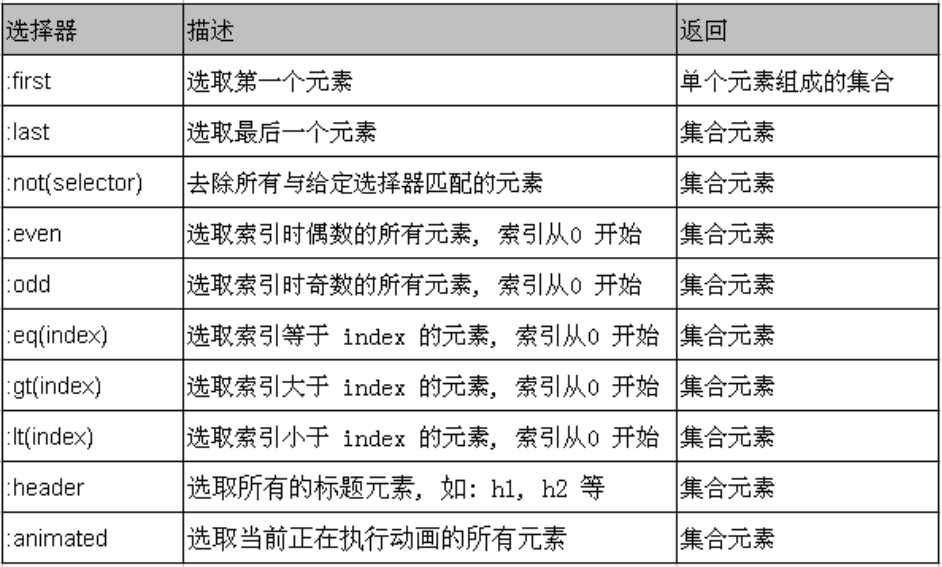 选择器 描述 返回
:first 选取第一个元素 单个元素组成的集合
:last 选取最后一个元素 集合元素
:not(selector) 去除所有与给定选择器匹配的元素 集合元素
:even 选取索引时偶数的所有元素, 索引从0 开始 集合元素
:odd 选取索引时奇数的所有元素, 索引从0 开始 集合元素
:eq(index) 选取索引等于 index 的元素, 索引从0 开始 集合元素
:gt(index) 选取索引大于 index 的元素, 索引从0 开始 集合元素
:lt(index) 选取索引小于 index 的元素, 索引从0 开始 集合元素
:header 选取所有的标题元素, 如: h1, h2 等 集合元素
:animated 选取当前正在执行动画的所有元素 集合元素